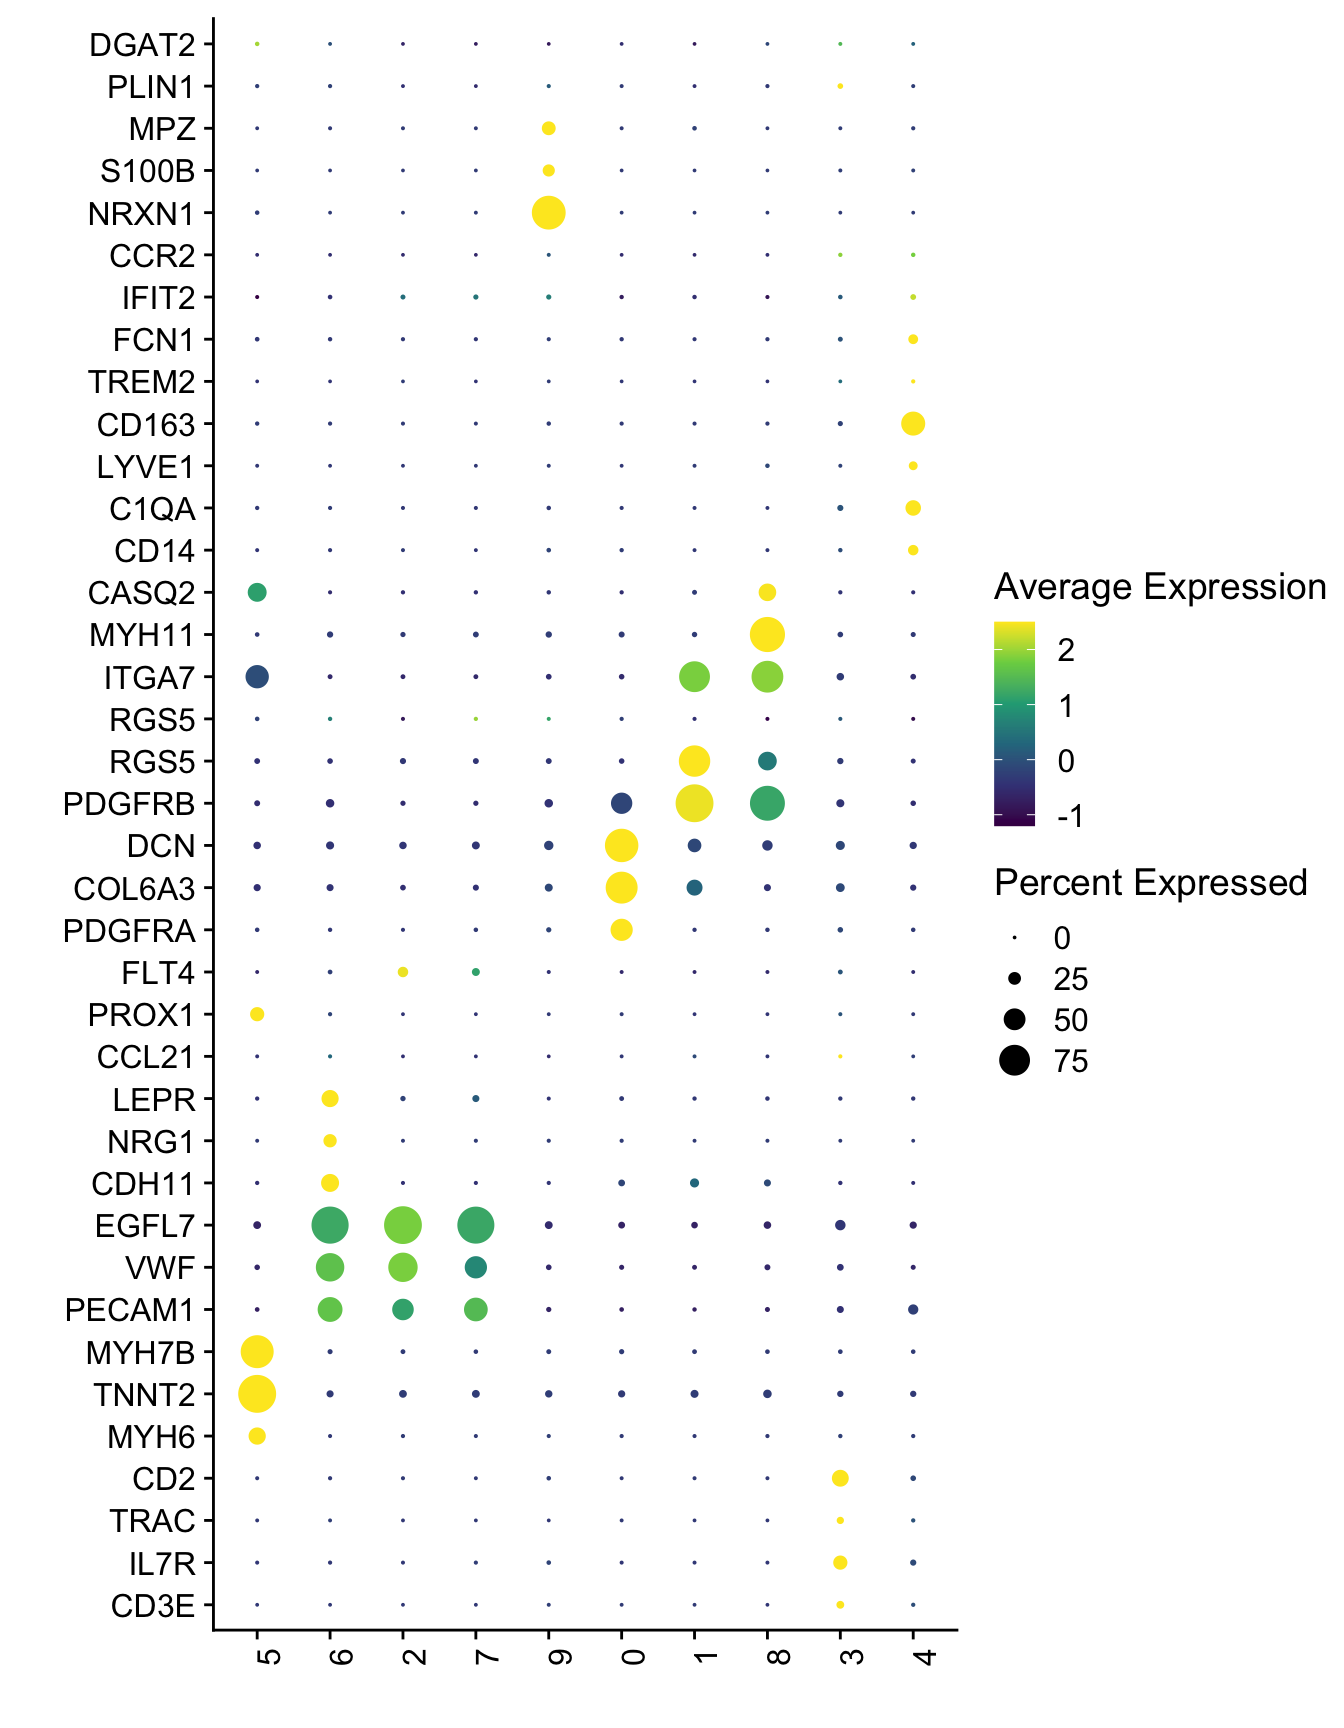 DGAT2
PLIN1
MPZ
S100B
NRXN1
CCR2
IFIT2
FCN1
TREM2
CD163
LYVE1
C1QA
CD14
CASQ2
MYH11
ITGA7
RGS5
RGS5
PDGFRB
DCN
COL6A3
PDGFRA
FLT4
PROX1
CCL21
LEPR
NRG1
CDH11
EGFL7
VWF
PECAM1
MYH7B
TNNT2
MYH6
CD2
TRAC
IL7R
CD3E
5 6 2 7 9 0 1 8 3 4
Average Expression
2
1
0
-1
Percent Expressed
0
25
50
75